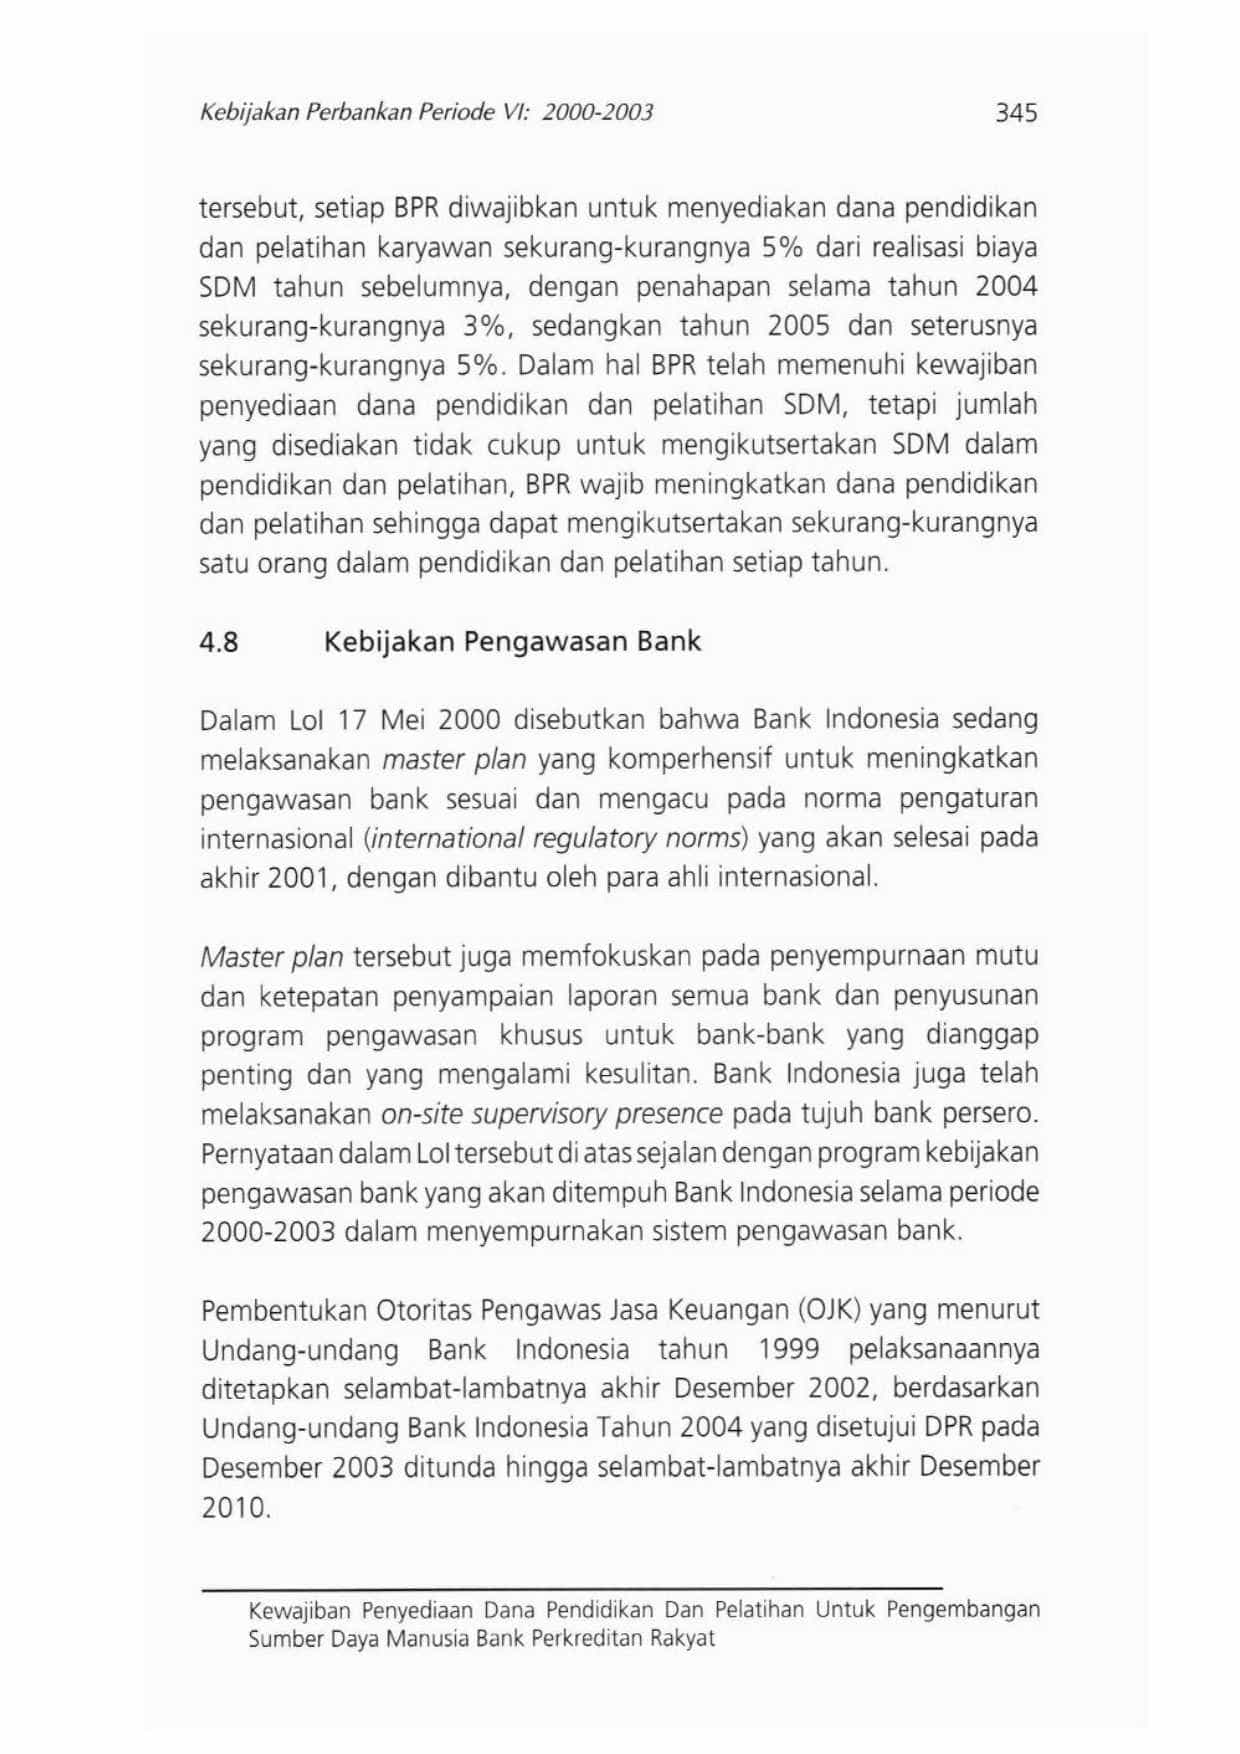 Kebijakan Perbankan Periode VI: 2000-2003 345
tersebut, setiap BPR diwajibkan untuk menyediakan dana pendidikan
dan pelatihan karyawan sekurang-kurangnya 5% dari realisasi biaya
SDM tahun sebelumnya, dengan penahapan selama tahun 2004
sekurang-kurangnya 3%, sedangkan tahun 2005 dan seterusnya
sekurang-kurangnya 5%. Dalam hal BPR telah memenuhi kewajiban
penyediaan dana pendidikan dan pelatihan SDM, tetapi jumlah
yang disediakan tidak cukup untuk mengikutsertakan SDM dalam
pendidikan dan pelatihan, BPR wajib meningkatkan dana pendidikan
dan pelatihan sehingga dapat mengikutsertakan sekurang-kurangnya
satu orang dalam pendidikan dan pelatihan setiap tahun.
4.8 Kebijakan Pengawasan Bank
Dalam LoI 17 Mei 2000 disebutkan bahwa Bank Indonesia sedang
melaksanakan master plan yang komperhensif untuk meningkatkan
pengawasan bank sesuai dan mengacu pada norma pengaturan
internasional (international regulatory norms) yang akan selesai pada
akhir 2001, dengan dibantu oleh para ahli internasional.
Master plan tersebut juga memfokuskan pada penyempurnaan mutu
dan ketepatan penyampaian laporan semua bank dan penyusunan
program pengawasan khusus untuk bank-bank yang dianggap
penting dan yang mengalami kesulitan. Bank Indonesia juga telah
melaksanakan on-site supervisory presence pada tujuh bank persero.
Pernyataan dalam LoI tersebut di atas sejalan dengan program kebijakan
pengawasan bank yang akan ditempuh Bank Indonesia selama periode
2000-2003 dalam menyempurnakan sistem pengawasan bank.
Pembentukan Otoritas Pengawas Jasa Keuangan (OJK) yang menurut
Undang-undang Bank Indonesia tahun 1999 pelaksanaannya
ditetapkan selambat-lambatnya akhir Desember 2002, berdasarkan
Undang-undang Bank Indonesia Tahun 2004 yang disetujui DPR pada
Desember 2003 ditunda hingga selambat-lambatnya akhir Desember
2010.
Kewajiban Penyediaan Dana Pendidikan Dan Pelatihan Untuk Pengembangan
Sumber Daya Manusia Bank Perkreditan Rakyat